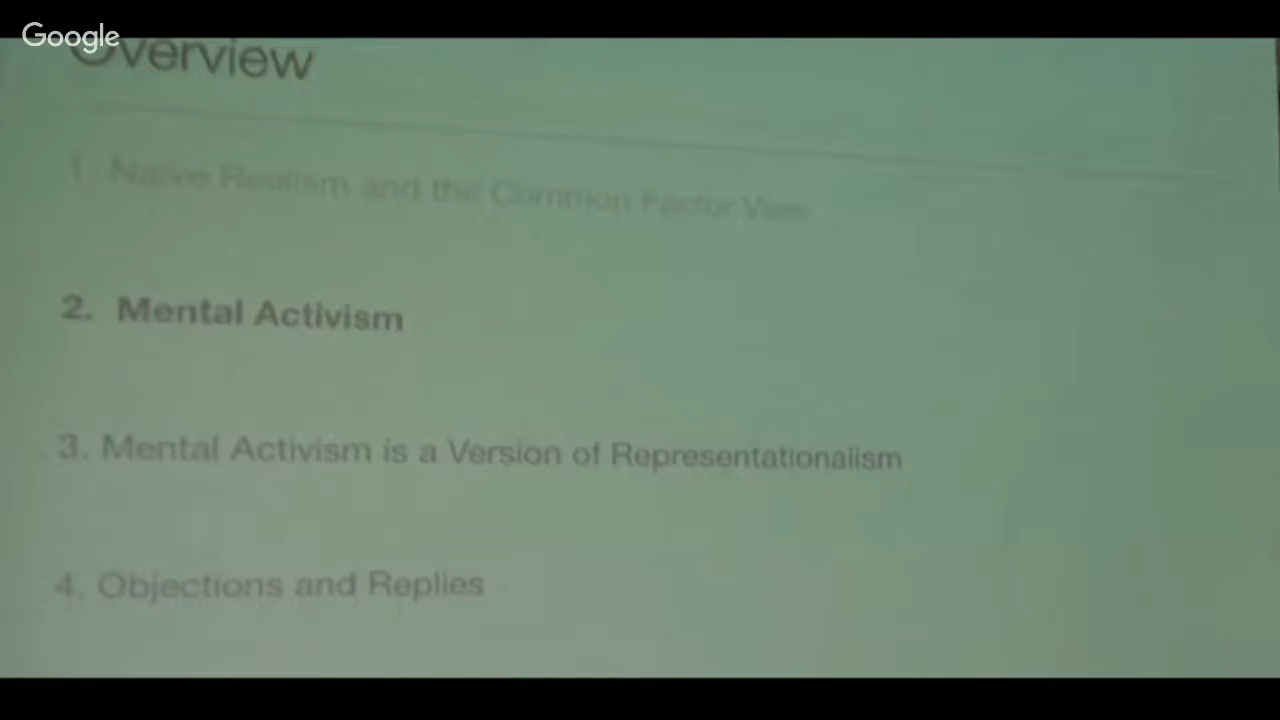 Google
Overview
1. Naïve Realism and the Common Factor View
2. Mental Activism
3. Mental Activism is a Version of Representationalism
4. Objections and Replies